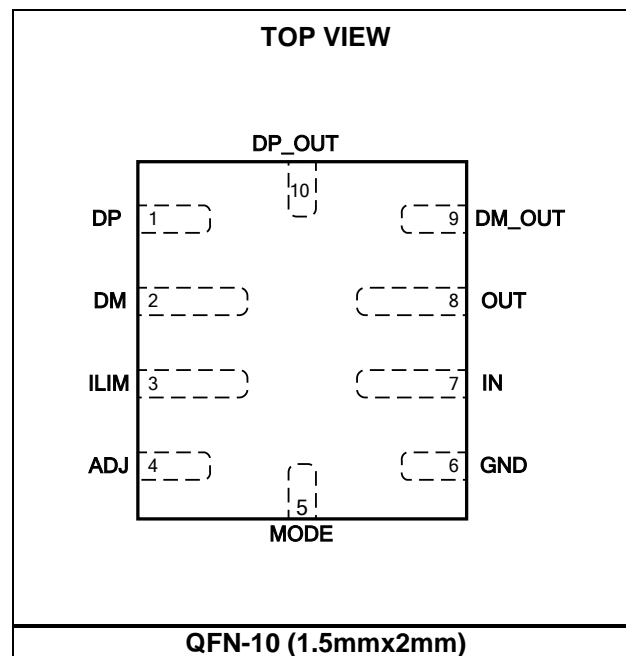 TOP VIEW
DP_OUT
10
DP 1 9 DM_OUT
DM 2 8 OUT
ILIM 3 7 IN
ADJ 4 6 GND
5
MODE
QFN-10 (1.5mmx2mm)